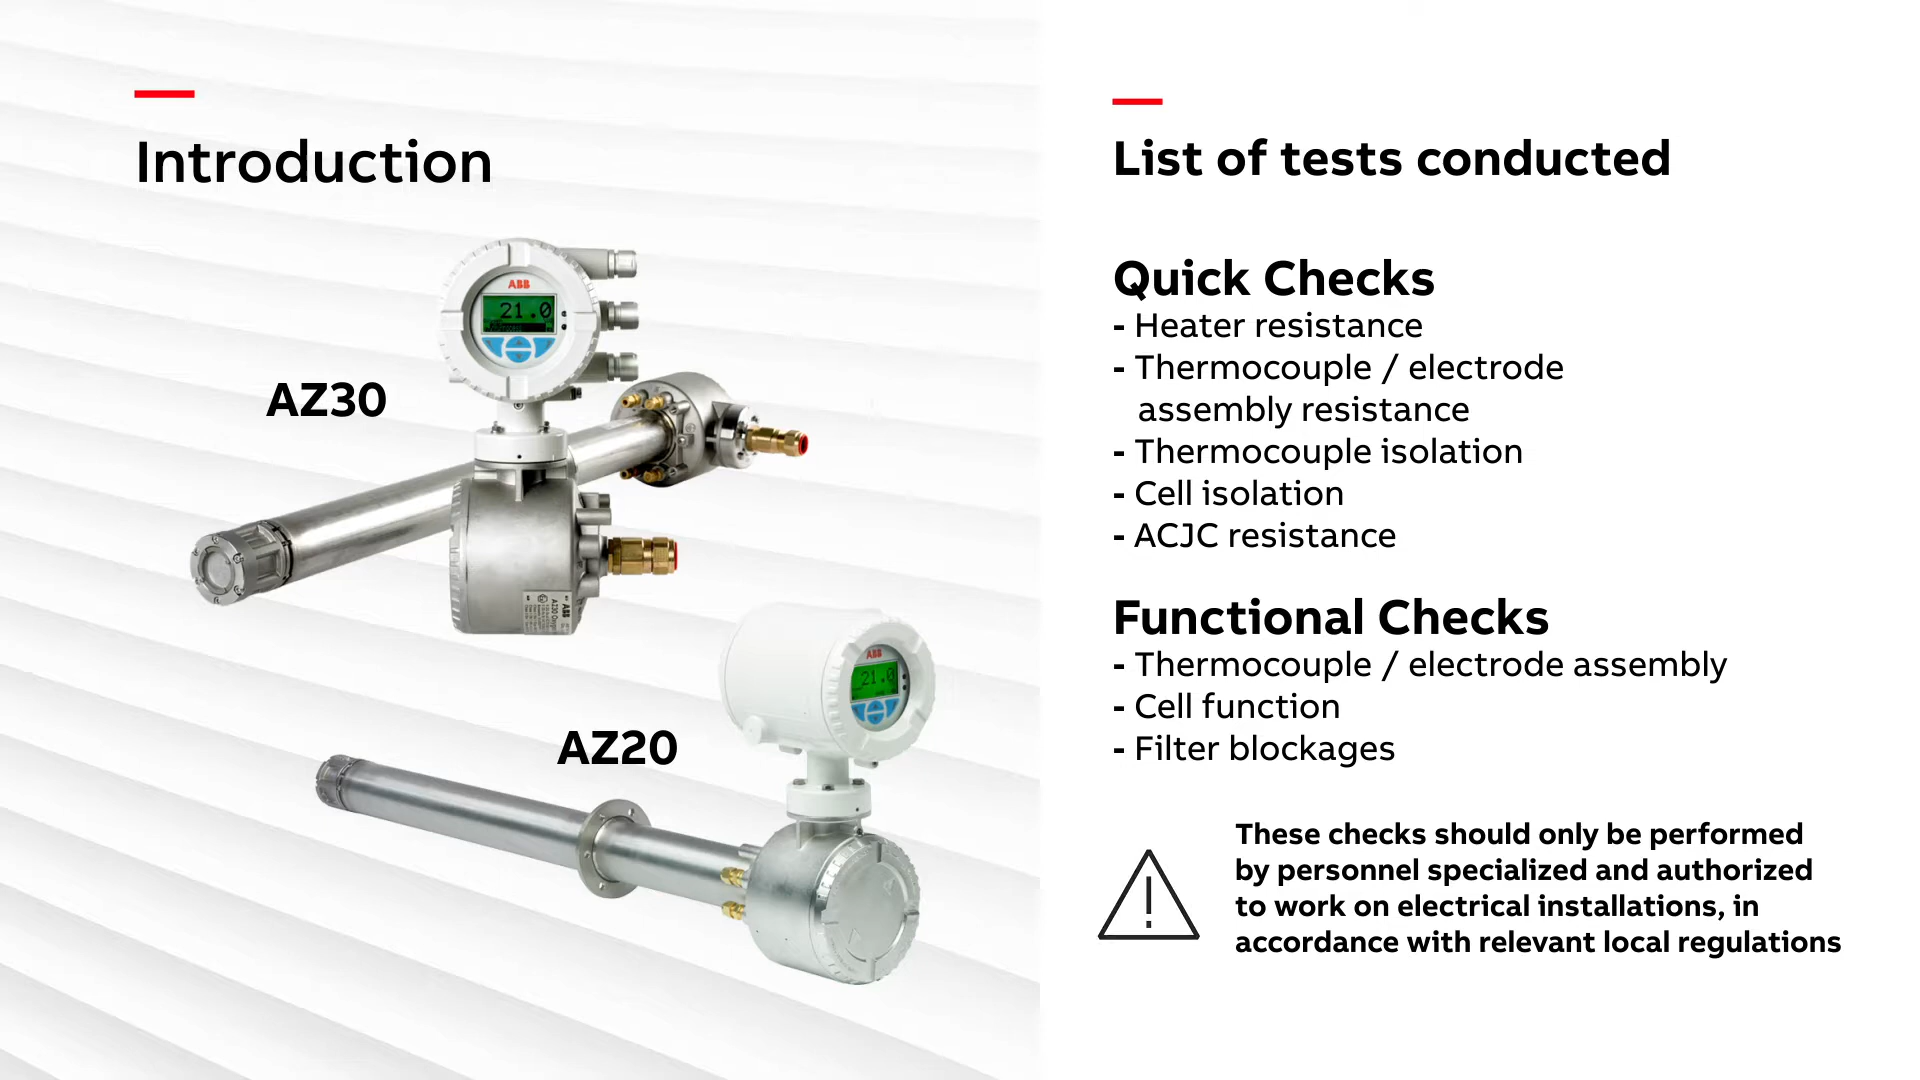 Introduction
ABB
21.0
AZ30
ABB
21.0
AZ20
List of tests conducted
Quick Checks
- Heater resistance
- Thermocouple / electrode
assembly resistance
- Thermocouple isolation
- Cell isolation
- ACJC resistance
Functional Checks
- Thermocouple / electrode assembly
- Cell function
- Filter blockages
These checks should only be performed
by personnel specialized and authorized
to work on electrical installations, in
accordance with relevant local regulations